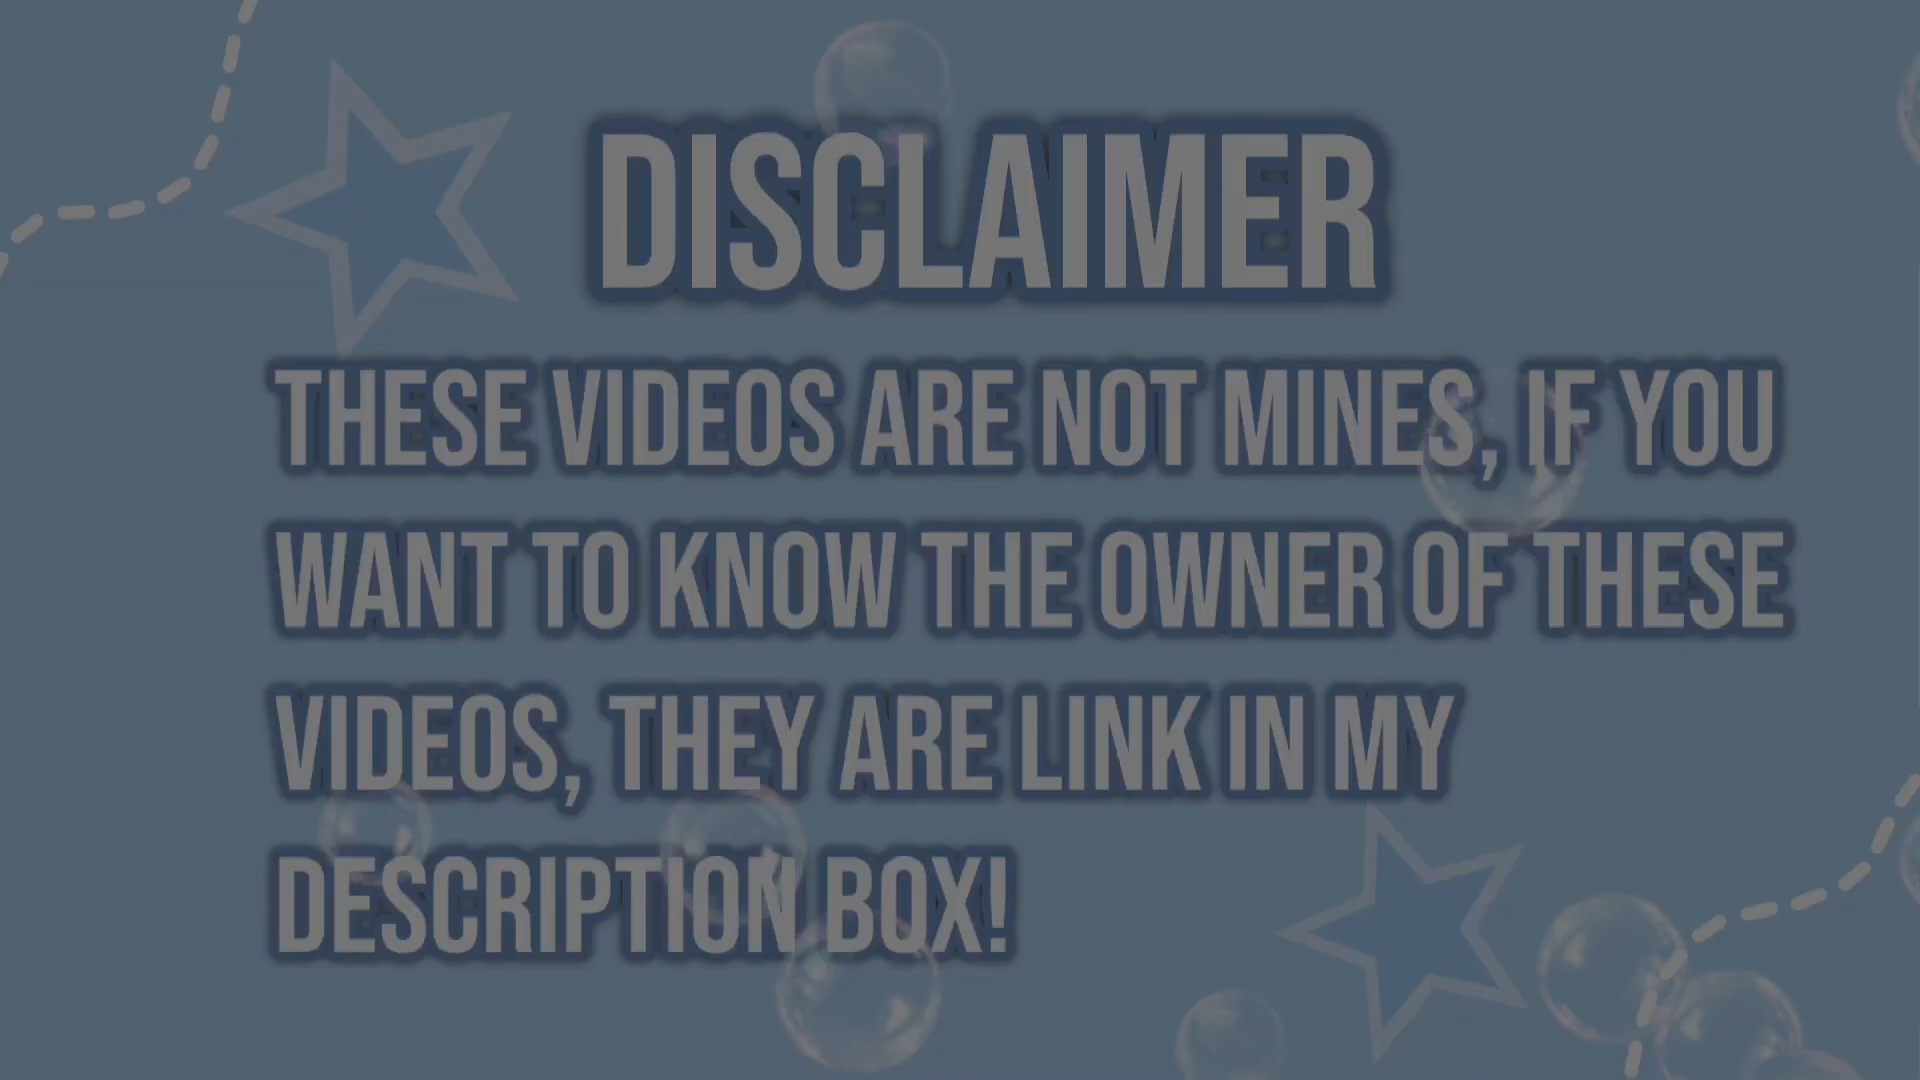 DISCLAIMER
THESE VIDEOS ARE NOT MINES, IF YOU
WANT TO KNOW THE OWNER OF THESE
VIDEOS, THEY ARE LINK IN MY
DESCRIPTION BOX!